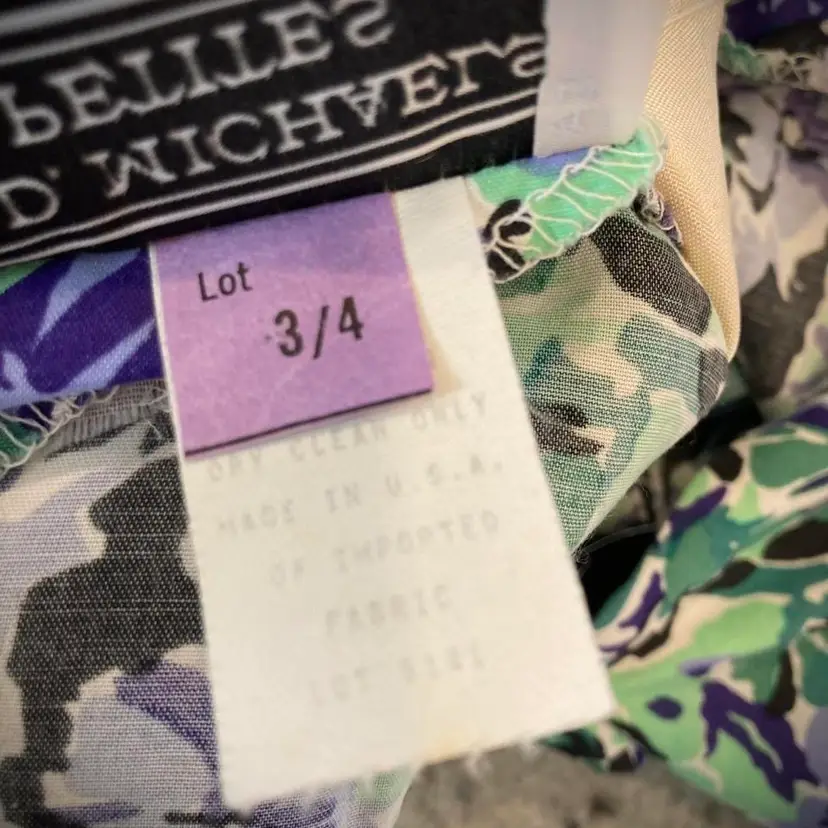 D. MICHAELS
PETITES
Lot
3/4
DRY CLEAN ONLY
MADE IN U.S.A.
OF IMPORTED
FABRIC